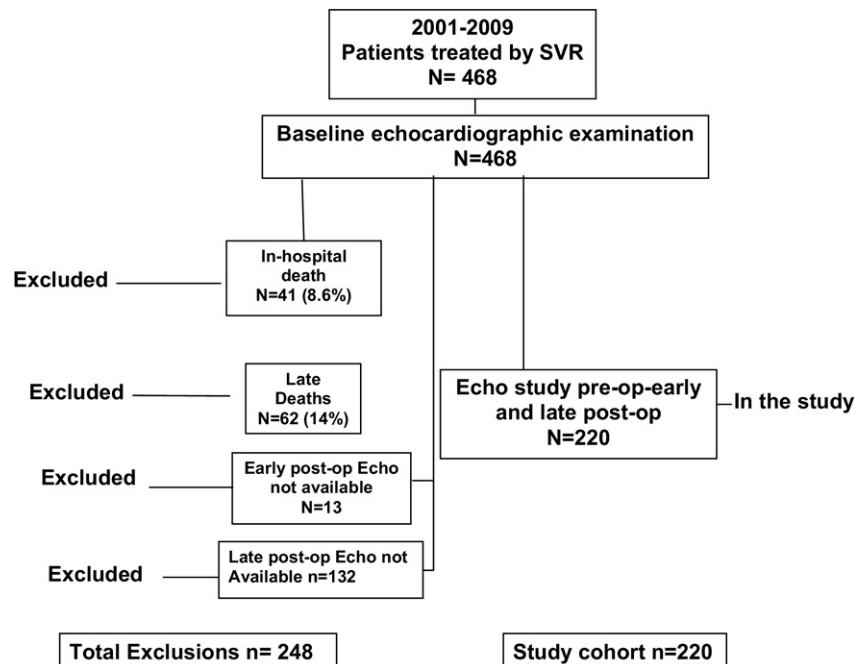 2001-2009
Patients treated by SVR
N= 468
Baseline echocardiographic examination
N=468
In-hospital
death
N=41 (8.6%)
Excluded
Late
Deaths
N=62 (14%)
Excluded
Echo study pre-op-early
and late post-op
N=220
In the study
Early post-op Echo
not available
N=13
Excluded
Late post-op Echo not
Available n=132
Excluded
Total Exclusions n= 248
Study cohort n=220